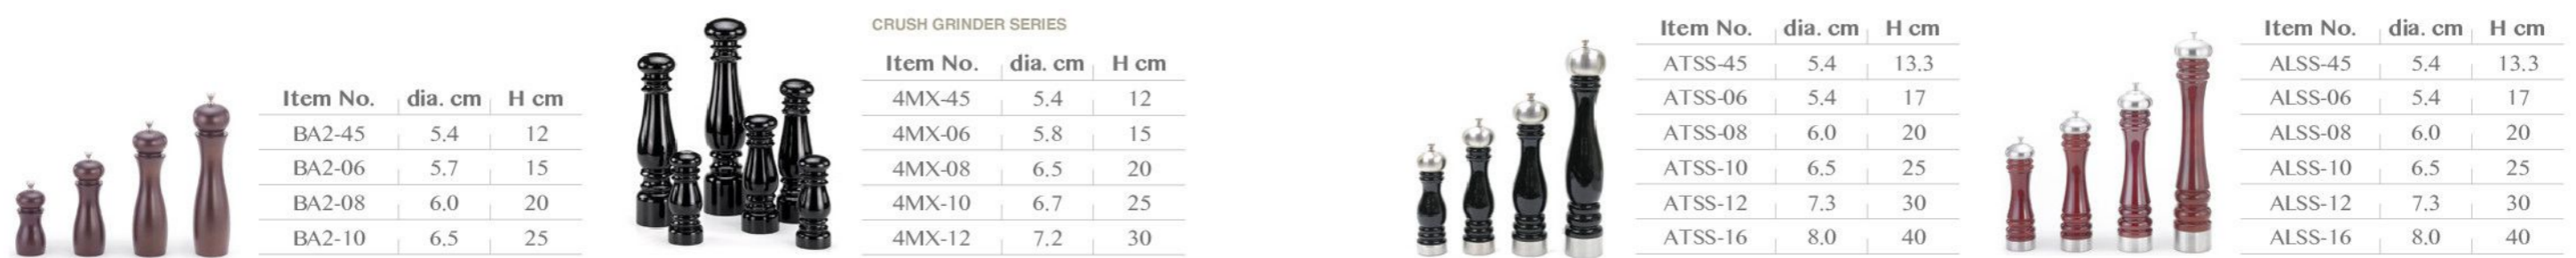 Item No. dia. cm H cm
BA2-45 5.4 12
BA2-06 5.7 15
BA2-08 6.0 20
BA2-10 6.5 25
CRUSH GRINDER SERIES
Item No. dia. cm H cm
4MX-45 5.4 12
4MX-06 5.8 15
4MX-08 6.5 20
4MX-10 6.7 25
4MX-12 7.2 30
Item No. dia. cm H cm
ATSS-45 5.4 13.3
ATSS-06 5.4 17
ATSS-08 6.0 20
ATSS-10 6.5 25
ATSS-12 7.3 30
ATSS-16 8.0 40
Item No. dia. cm H cm
ALSS-45 5.4 13.3
ALSS-06 5.4 17
ALSS-08 6.0 20
ALSS-10 6.5 25
ALSS-12 7.3 30
ALSS-16 8.0 40